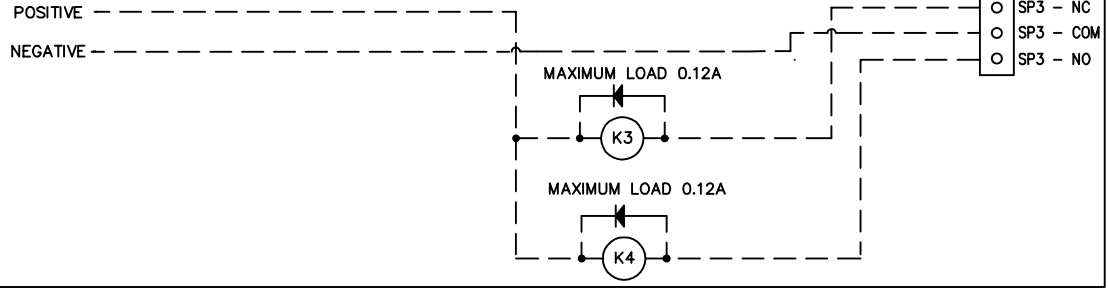 POSITIVE
SP3 - NC
NEGATIVE
SP3 - COM
SP3 - NO
MAXIMUM LOAD 0.12A
K3
MAXIMUM LOAD 0.12A
K4